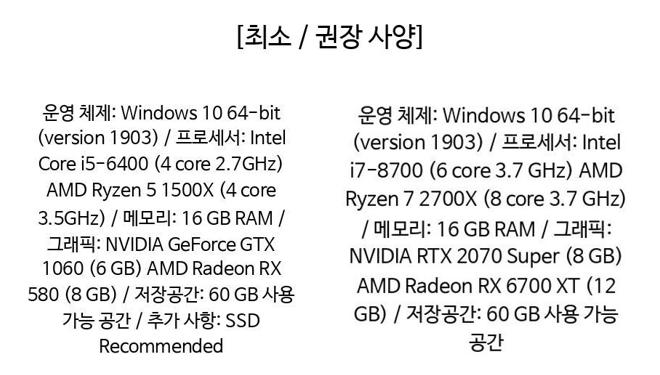 [최소 / 권장 사양]
운영 체제: Windows 10 64-bit
(version 1903) / 프로세서: Intel
Core i5-6400 (4 core 2.7GHz)
AMD Ryzen 5 1500X (4 core
3.5GHz) / 메모리: 16 GB RAM /
그래픽: NVIDIA GeForce GTX
1060 (6 GB) AMD Radeon RX
580 (8 GB) / 저장공간: 60 GB 사용
가능 공간 / 추가 사항: SSD
Recommended
운영 체제: Windows 10 64-bit
(version 1903) / 프로세서: Intel
i7-8700 (6 core 3.7 GHz) AMD
Ryzen 7 2700X (8 core 3.7 GHz)
/ 메모리: 16 GB RAM / 그래픽:
NVIDIA RTX 2070 Super (8 GB)
AMD Radeon RX 6700 XT (12
GB) / 저장공간: 60 GB 사용 가능
공간